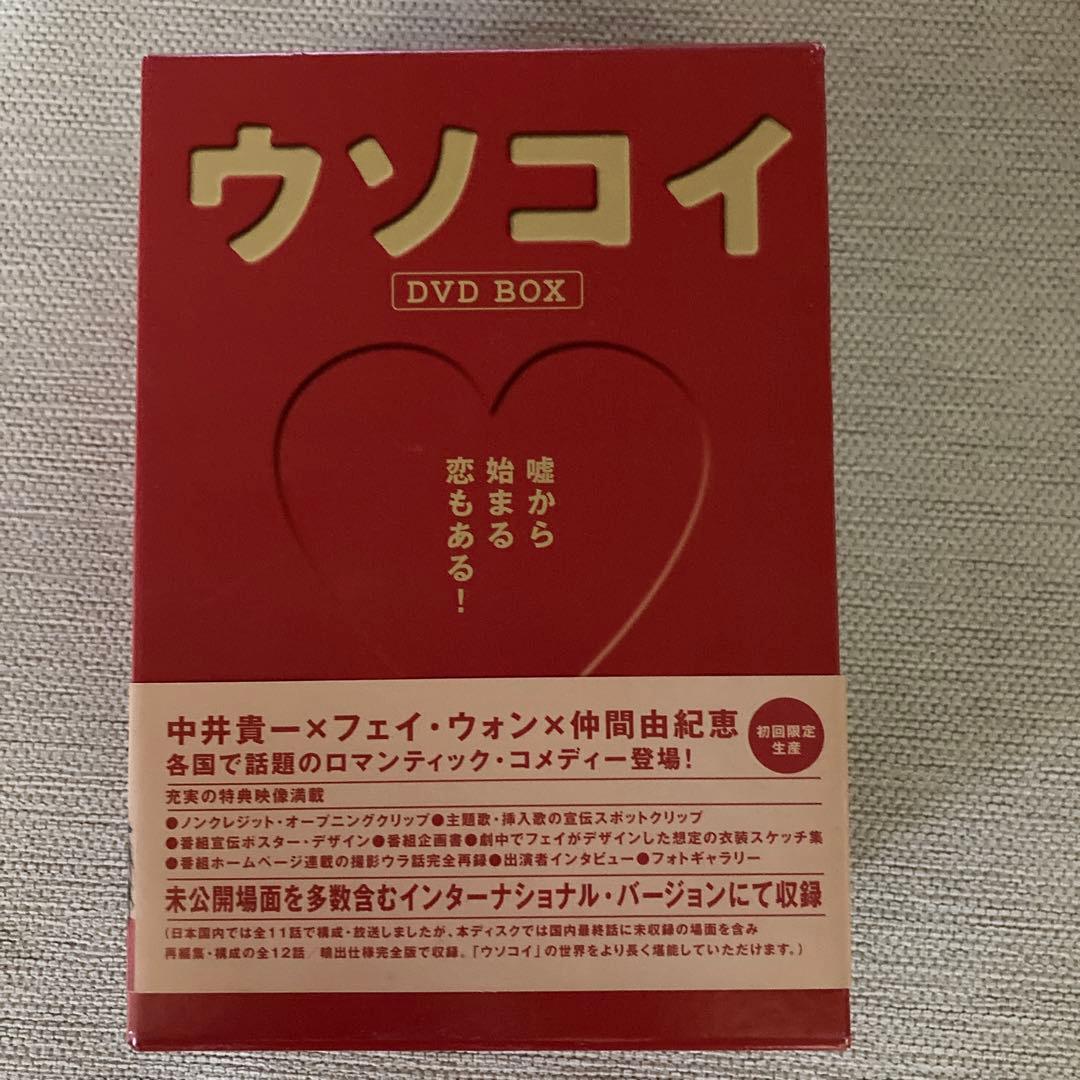 ウソコイ
DVD BOX
嘘から
始まる
恋もある！
中井貴一×フェイ・ウォン×仲間由紀恵
各国で話題のロマンティック・コメディー登場！
初回限定
生産
充実の特典映像満載
●ノンクレジット・オープニングクリップ●主題歌・挿入歌の宣伝スポットクリップ
●番組宣伝ポスター・デザイン●番組企画書●劇中でフェイがデザインした想定の衣装スケッチ集
●番組ホームページ連載の撮影ウラ話完全再録●出演者インタビュー●フォトギャラリー
未公開場面を多数含むインターナショナル・バージョンにて収録
(日本国内では全11話で構成・放送しましたが、本ディスクでは国内最終話に未収録の場面を含み
再編集・構成の全12話／輸出仕様完全版で収録。「ウソコイ」の世界をより長く堪能していただけます。)